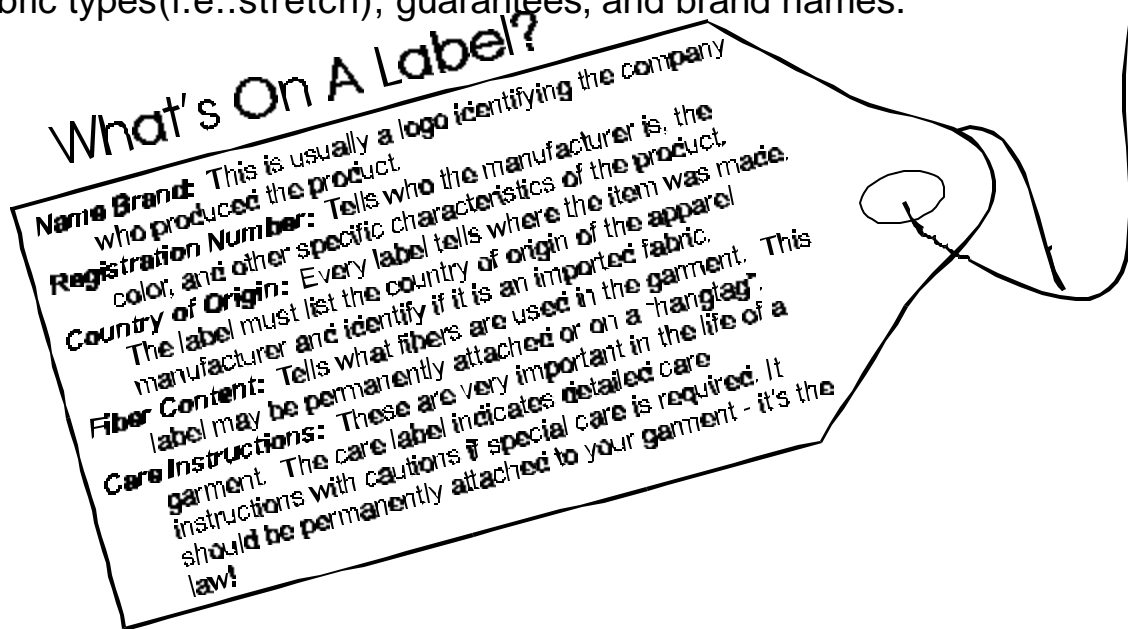 bric types(i.e.:stretch), guarantees, and brand names.
What's On A Label?
Name Brand: This is usually a logo identifying the company
who produced the product.
Registration Number: Tells who the manufacturer is, the
color, and other specific characteristics of the product.
Country of Origin: Every label tells where the item was made.
The label must list the country of origin of the apparel
manufacturer and identify if it is an imported fabric.
Fiber Content: Tells what fibers are used in the garment. This
label may be permanently attached or on a "hangtag".
Care Instructions: These are very important in the life of a
garment. The care label indicates detailed care
instructions with cautions if special care is required. It
should be permanently attached to your garment - it's the
law!